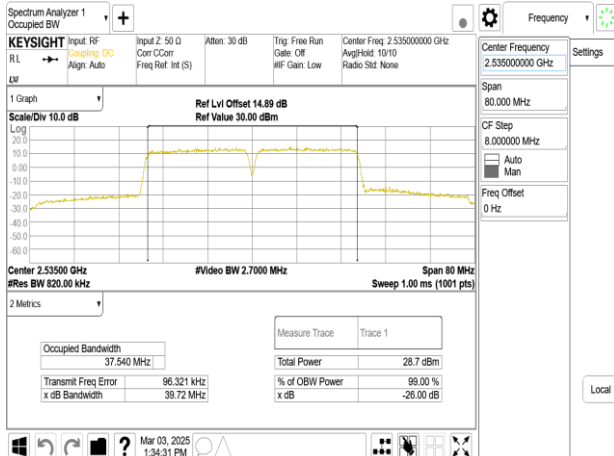 Spectrum Analyzer 1
Occupied BW
+
Frequency
KEYSIGHT
RL
LXI
Input: RF
Coupling: DC
Align: Auto
Input Z: 50 Ω
Corr CCorr
Freq Ref: Int (S)
Atten: 30 dB
Trig: Free Run
Gate: Off
#IF Gain: Low
Center Freq: 2.535000000 GHz
Avg|Hold: 10/10
Radio Std: None
Center Frequency
2.535000000 GHz
Settings
Span
80.000 MHz
CF Step
8.000000 MHz
Auto
Man
Freq Offset
0 Hz
Local
1 Graph
Scale/Div 10.0 dB
Ref Lvl Offset 14.89 dB
Ref Value 30.00 dBm
Log
20.0
10.0
0.00
-10.0
-20.0
-30.0
-40.0
-50.0
-60.0
Center 2.53500 GHz
#Res BW 820.00 kHz
#Video BW 2.7000 MHz
Span 80 MHz
Sweep 1.00 ms (1001 pts)
2 Metrics
Measure Trace Trace 1
Occupied Bandwidth
37.540 MHz
Total Power 28.7 dBm
Transmit Freq Error 96.321 kHz
% of OBW Power 99.00 %
x dB Bandwidth 39.72 MHz
x dB -26.00 dB
?
Mar 03, 2025
1:34:31 PM